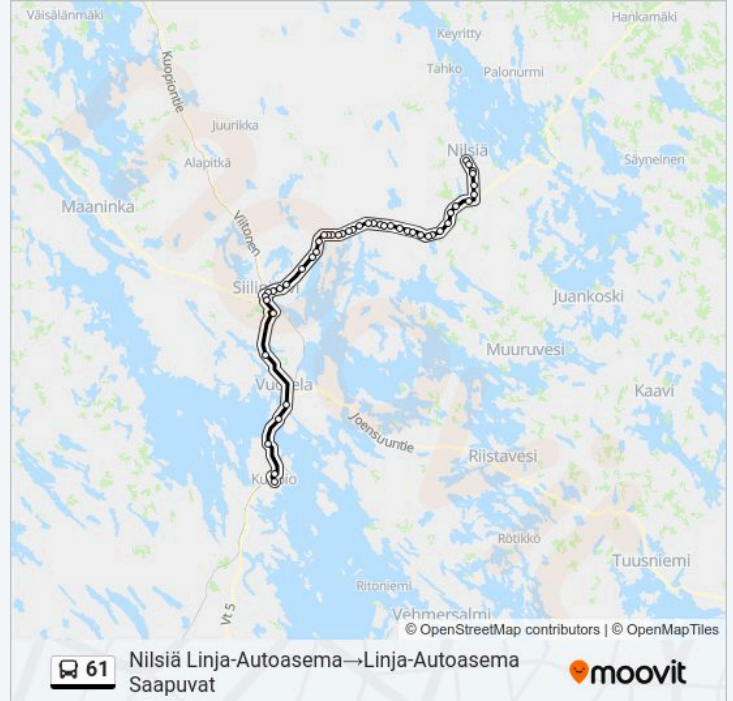 Väisälänmäki
Hankamäki
Keyritty
Kuopiontie
Tahko
Palonurmi
Juurikka
Nilsiä
Alapitkä
Säyneinen
Maaninka
Viitonen
Juankoski
Muuruvesi
Kaavi
Joensuuntie
Riistavesi
Rötikkö
Tuusniemi
Ritoniemi
Vt 5
Vehmersalmi
© OpenStreetMap contributors | © OpenMapTiles
61
Nilsiä Linja-Autoasema→Linja-Autoasema
Saapuvat
moovit